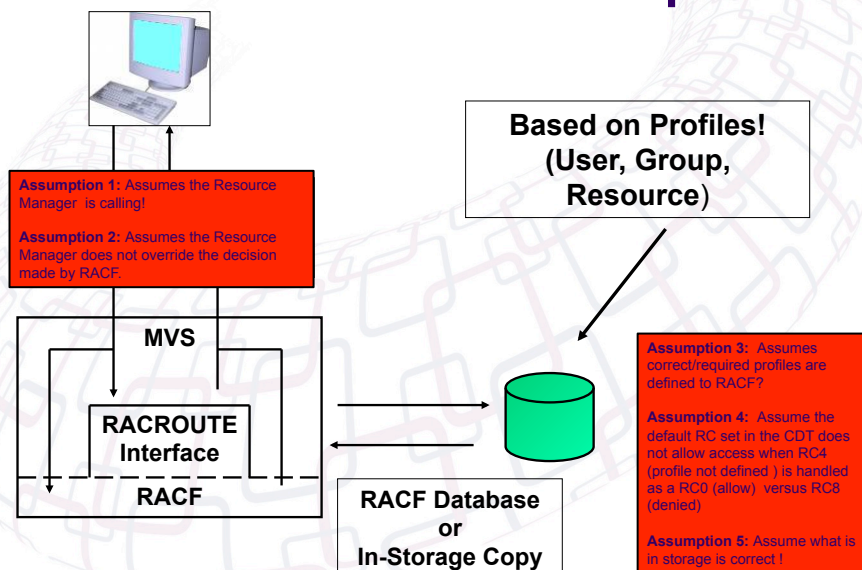 Based on Profiles!
(User, Group,
Resource)
Assumption 1: Assumes the Resource
Manager is calling!
Assumption 2: Assumes the Resource
Manager does not override the decision
made by RACF.
MVS
RACROUTE
Interface
RACF
RACF Database
or
In-Storage Copy
Assumption 3: Assumes
correct/required profiles are
defined to RACF?
Assumption 4: Assume the
default RC set in the CDT does
not allow access when RC4
(profile not defined ) is handled
as a RC0 (allow) versus RC8
(denied)
Assumption 5: Assume what is
in storage is correct !